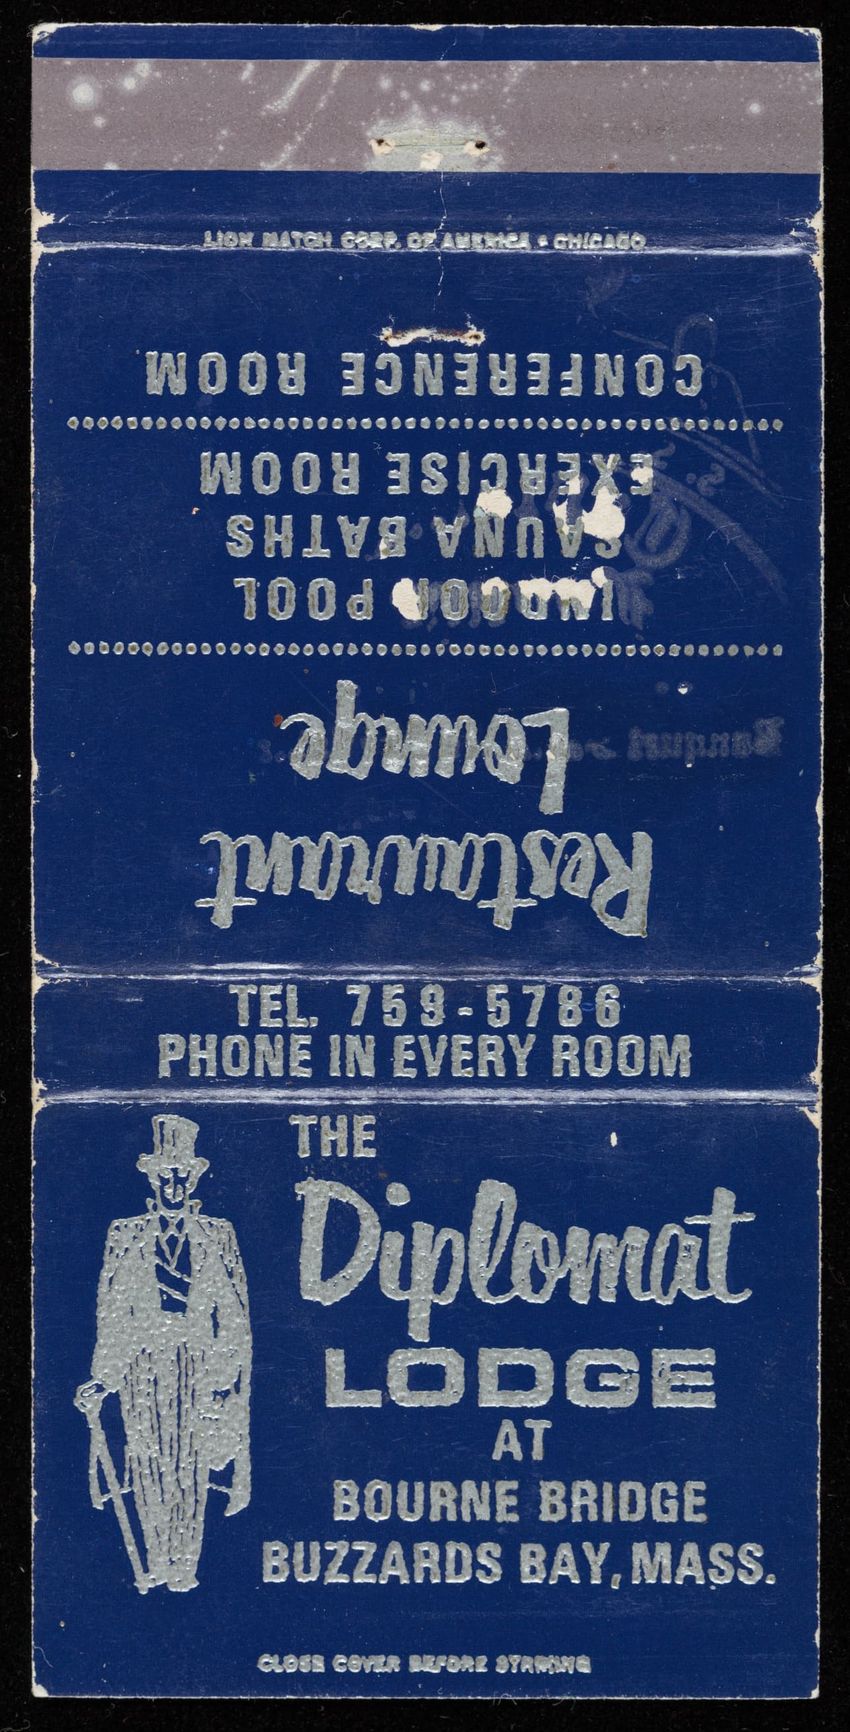 LION MATCH CORP. OF AMERICA • CHICAGO
Restaurant
Lounge
INDOOR POOL
SAUNA BATHS
EXERCISE ROOM
CONFERENCE ROOM
TEL. 759-5786
PHONE IN EVERY ROOM
THE
Diplomat
LODGE
AT
BOURNE BRIDGE
BUZZARDS BAY, MASS.
CLOSE COVER BEFORE STRIKING
Banquet